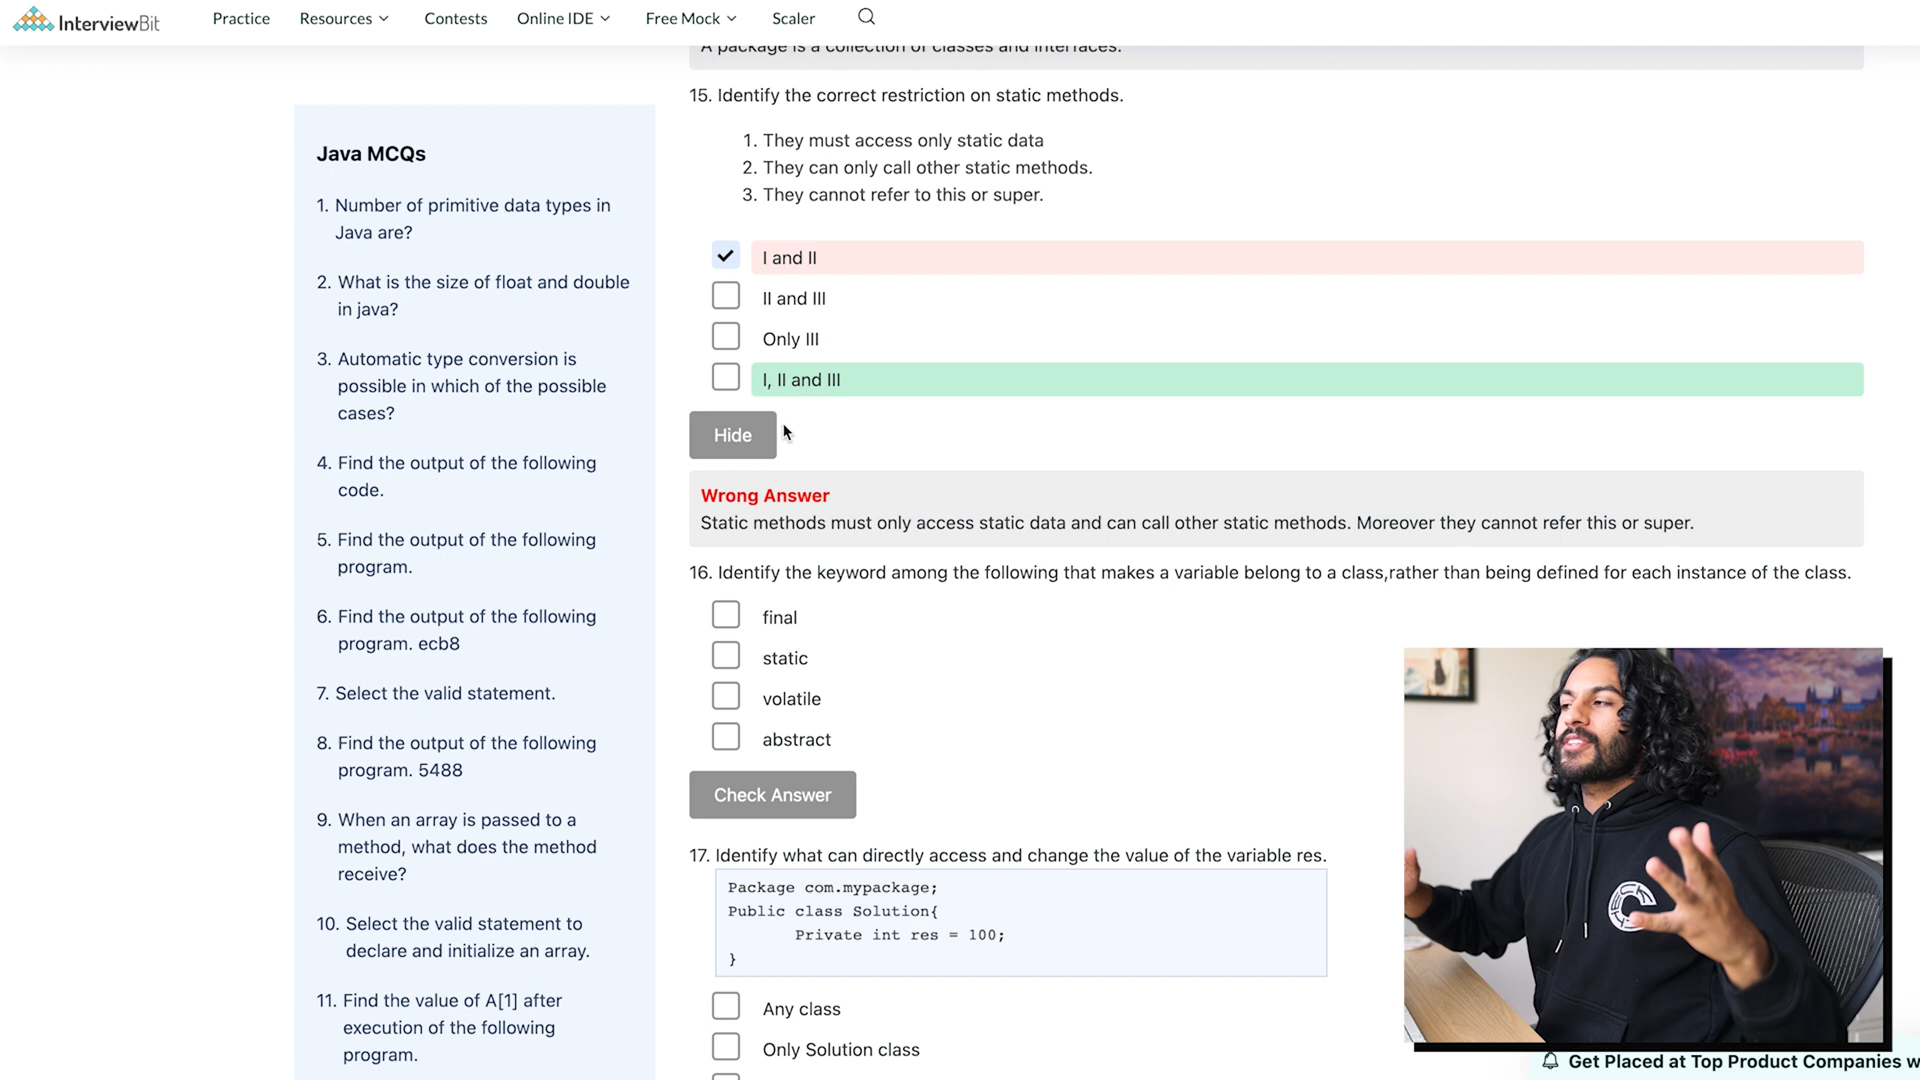 InterviewBit
Practice
Resources
Contests
Online IDE
Free Mock
Scaler
A package is a collection of classes and interfaces.
Java MCQs
1. Number of primitive data types in
Java are?
2. What is the size of float and double
in java?
3. Automatic type conversion is
possible in which of the possible
cases?
4. Find the output of the following
code.
5. Find the output of the following
program.
6. Find the output of the following
program. ecb8
7. Select the valid statement.
8. Find the output of the following
program. 5488
9. When an array is passed to a
method, what does the method
receive?
10. Select the valid statement to
declare and initialize an array.
11. Find the value of A[1] after
execution of the following
program.
15. Identify the correct restriction on static methods.
1. They must access only static data
2. They can only call other static methods.
3. They cannot refer to this or super.
I and II
II and III
Only III
I, II and III
Hide
Wrong Answer
Static methods must only access static data and can call other static methods. Moreover they cannot refer this or super.
16. Identify the keyword among the following that makes a variable belong to a class,rather than being defined for each instance of the class.
final
static
volatile
abstract
Check Answer
17. Identify what can directly access and change the value of the variable res.
Package com.mypackage;
Public class Solution{
Private int res = 100;
}
Any class
Only Solution class
Get Placed at Top Product Companies w